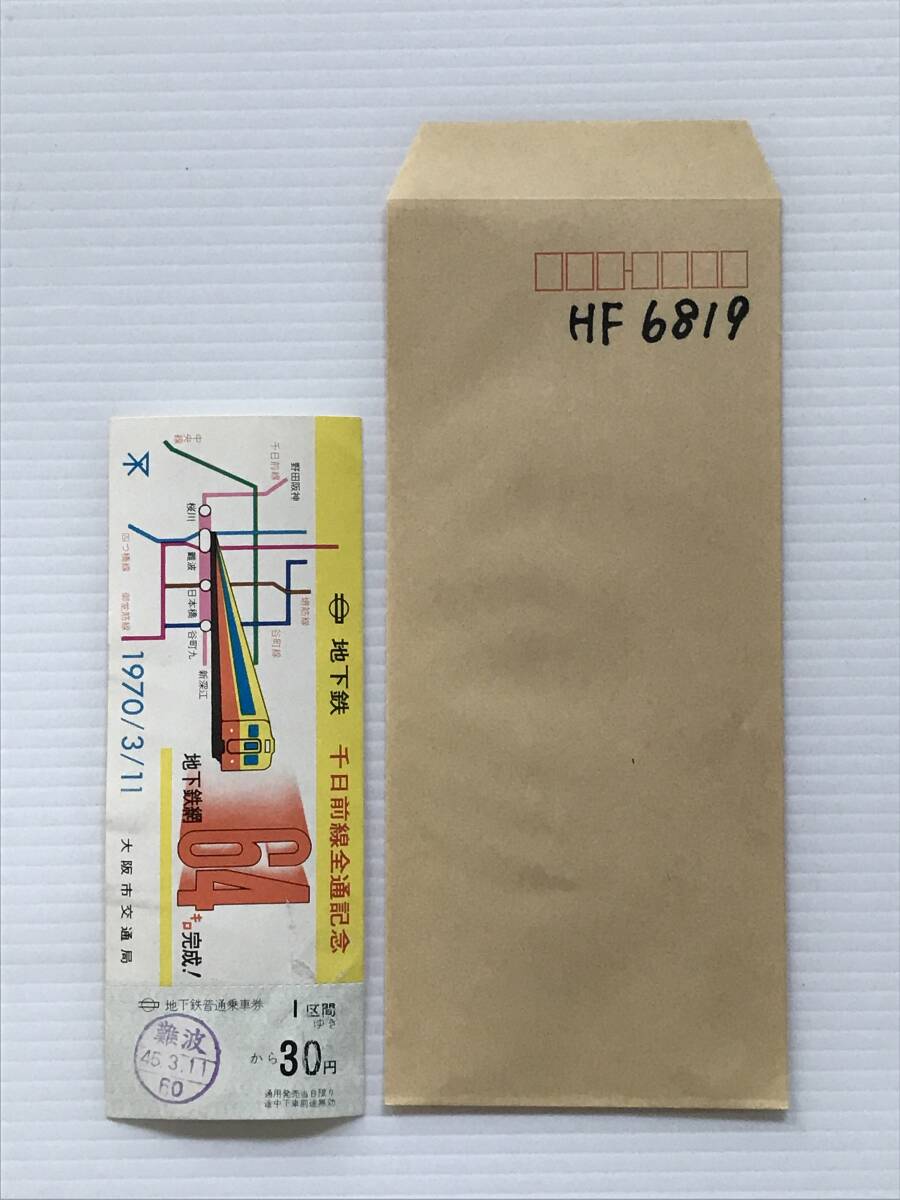 HF 6819
地下鉄 千日前線全通記念
野田阪神
千日前線
中央線
桜川
難波
日本橋
谷町九
新深江
堺筋線
谷町線
四つ橋線
御堂筋線
1970/3/11
地下鉄網
64キロ完成!
大阪市交通局
地下鉄普通乗車券
1区間
ゆき
から30円
通用発売当日限り
途中下車前途無効
難波
45.3.11
60